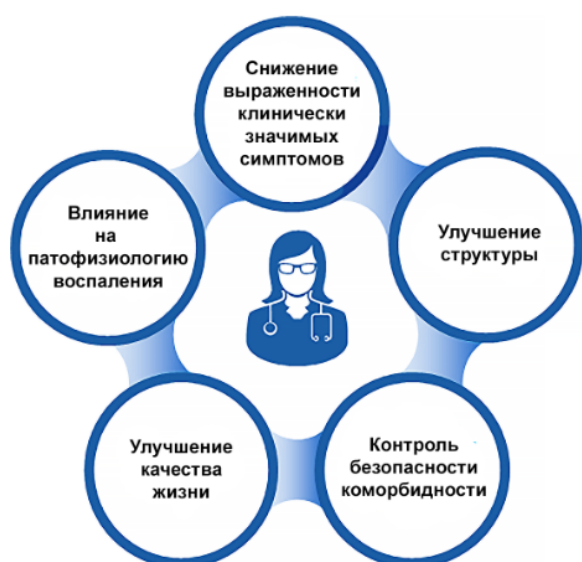 Снижение
выраженности
клинически
значимых
симптомов
Влияние
на
патофизиологию
воспаления
Улучшение
структуры
Улучшение
качества
жизни
Контроль
безопасности
коморбидности